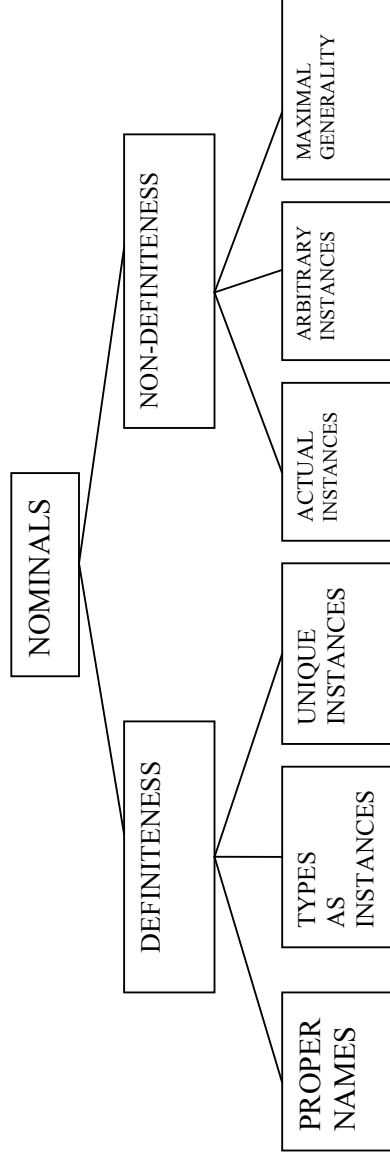 NOMINALS
DEFINITENESS
NON-DEFINITENESS
PROPER
NAMES
TYPES
AS
INSTANCES
UNIQUE
INSTANCES
ACTUAL
INSTANCES
ARBITRARY
INSTANCES
MAXIMAL
GENERALITY